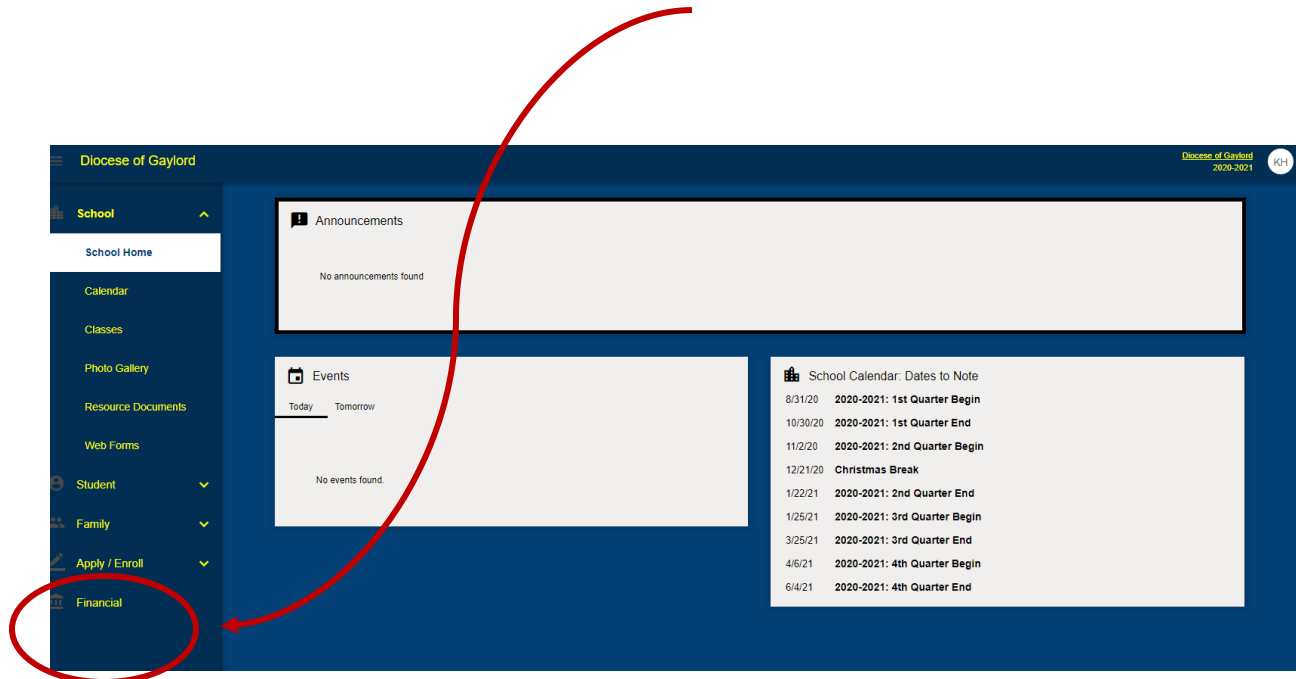 Diocese of Gaylord
Diocese of Gaylord
2020-2021
KH
School
School Home
Calendar
Classes
Photo Gallery
Resource Documents
Web Forms
Student
Family
Apply / Enroll
Financial
Announcements
No announcements found
Events
Today Tomorrow
No events found.
School Calendar: Dates to Note
8/31/20 2020-2021: 1st Quarter Begin
10/30/20 2020-2021: 1st Quarter End
11/2/20 2020-2021: 2nd Quarter Begin
12/21/20 Christmas Break
1/22/21 2020-2021: 2nd Quarter End
1/25/21 2020-2021: 3rd Quarter Begin
3/25/21 2020-2021: 3rd Quarter End
4/6/21 2020-2021: 4th Quarter Begin
6/4/21 2020-2021: 4th Quarter End